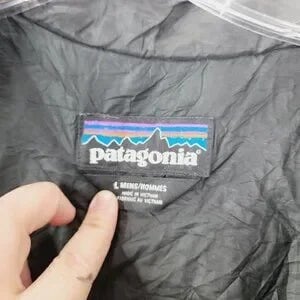 patagonia®
L MENS/HOMMES
MADE IN VIETNAM
FABRIQUÉ AU VIETNAM